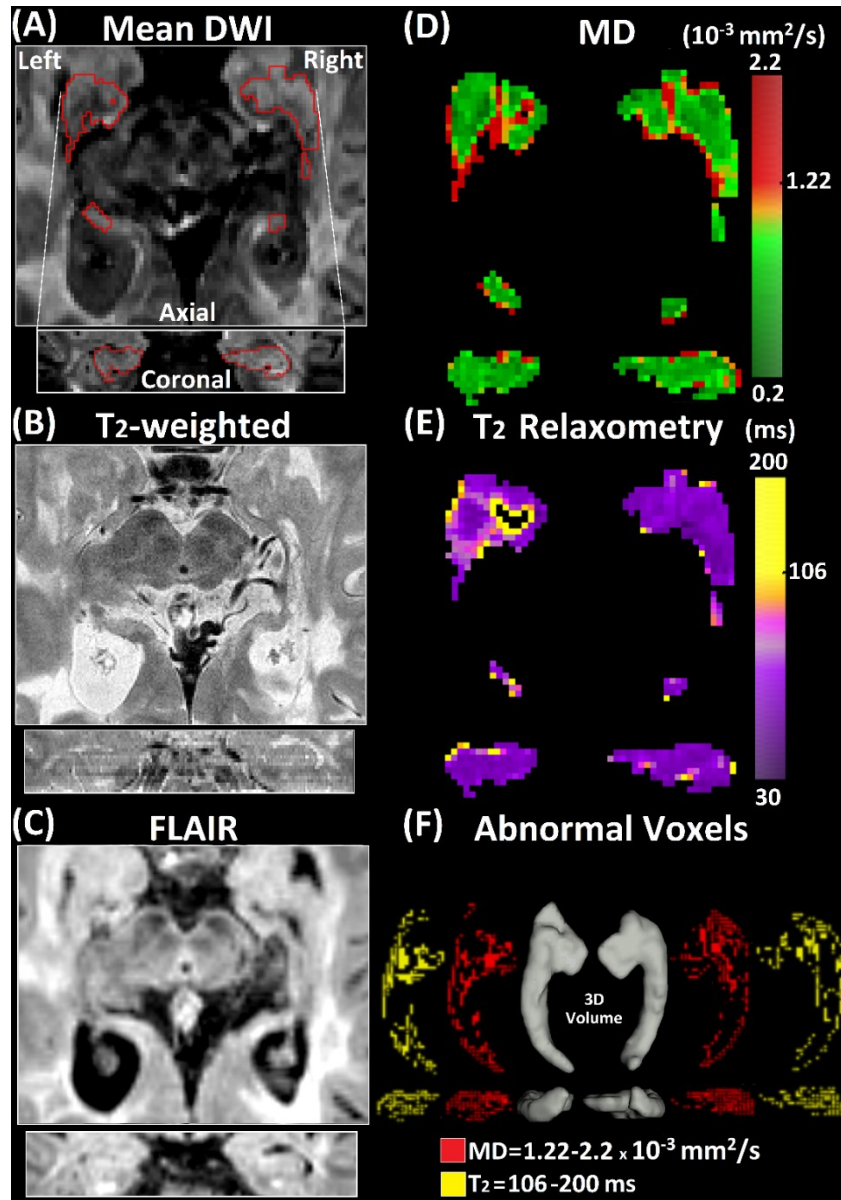 (A) Mean DWI
Left
Right
Axial
Coronal
(B) T2-weighted
(C) FLAIR
(D) MD (10⁻³ mm²/s)
2.2
1.22
0.2
(E) T2 Relaxometry (ms)
200
106
30
(F) Abnormal Voxels
3D
Volume
MD=1.22-2.2 x 10⁻³ mm²/s
T2=106-200 ms